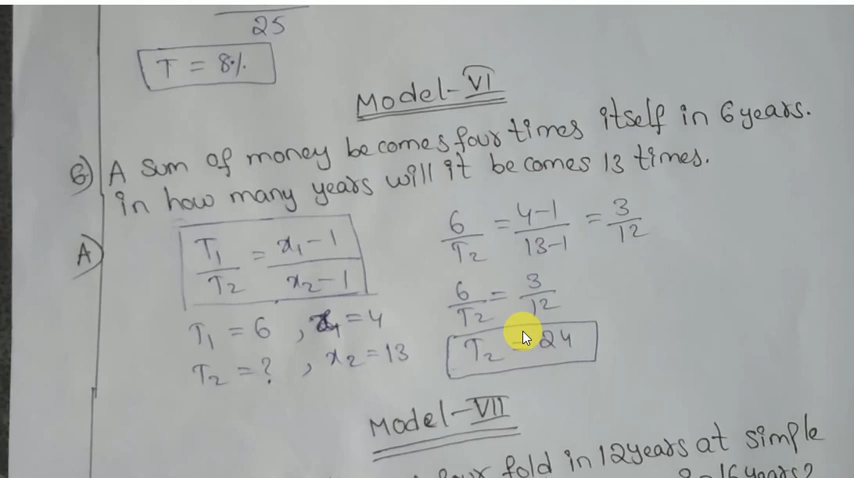 25
T = 8%
Model-VI
6) A sum of money becomes four times itself in 6 years.
in how many years will it becomes 13 times.
A) T1/T2 = x1-1/x2-1
T1 = 6, x1=4
T2 = ?, x2=13
6/T2 = 4-1/13-1 = 3/12
6/T2 = 3/12
T2 = 24
Model-VII
four fold in 12 years at simple
16 years?